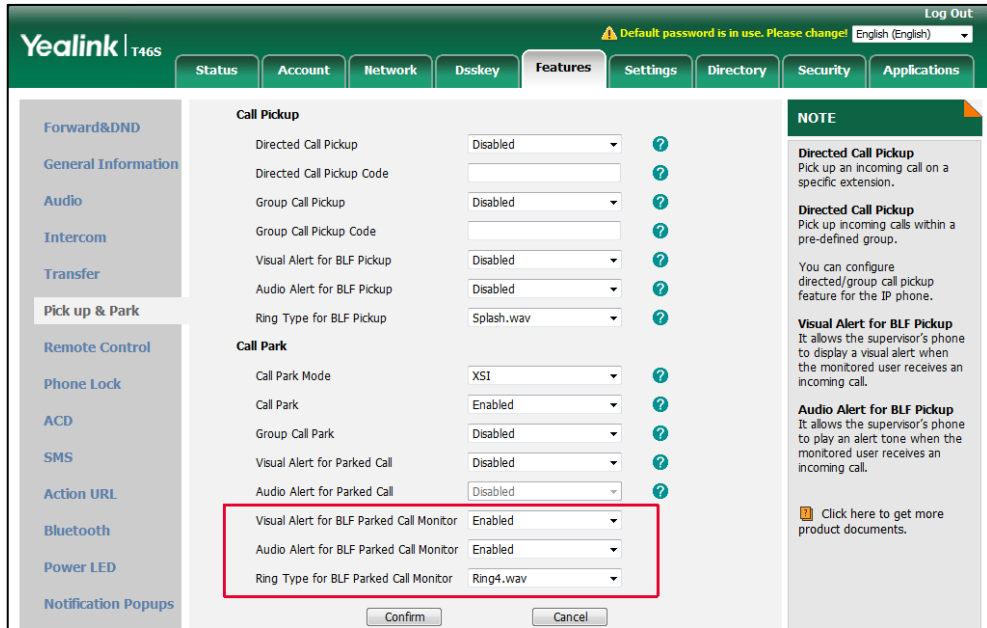 Log Out
Yealink | T46S
Default password is in use. Please change! English (English)
Status Account Network Dsskey Features Settings Directory Security Applications
Forward&DND
General Information
Audio
Intercom
Transfer
Pick up & Park
Remote Control
Phone Lock
ACD
SMS
Action URL
Bluetooth
Power LED
Notification Popups
Call Pickup
Directed Call Pickup Disabled ?
Directed Call Pickup Code ?
Group Call Pickup Disabled ?
Group Call Pickup Code ?
Visual Alert for BLF Pickup Disabled ?
Audio Alert for BLF Pickup Disabled ?
Ring Type for BLF Pickup Splash.wav ?
Call Park
Call Park Mode XSI ?
Call Park Enabled ?
Group Call Park Disabled ?
Visual Alert for Parked Call Disabled ?
Audio Alert for Parked Call Disabled ?
Visual Alert for BLF Parked Call Monitor Enabled
Audio Alert for BLF Parked Call Monitor Enabled
Ring Type for BLF Parked Call Monitor Ring4.wav
Confirm Cancel
NOTE
Directed Call Pickup
Pick up an incoming call on a
specific extension.
Directed Call Pickup
Pick up incoming calls within a
pre-defined group.
You can configure
directed/group call pickup
feature for the IP phone.
Visual Alert for BLF Pickup
It allows the supervisor's phone
to display a visual alert when
the monitored user receives an
incoming call.
Audio Alert for BLF Pickup
It allows the supervisor's phone
to play an alert tone when the
monitored user receives an
incoming call.
? Click here to get more
product documents.